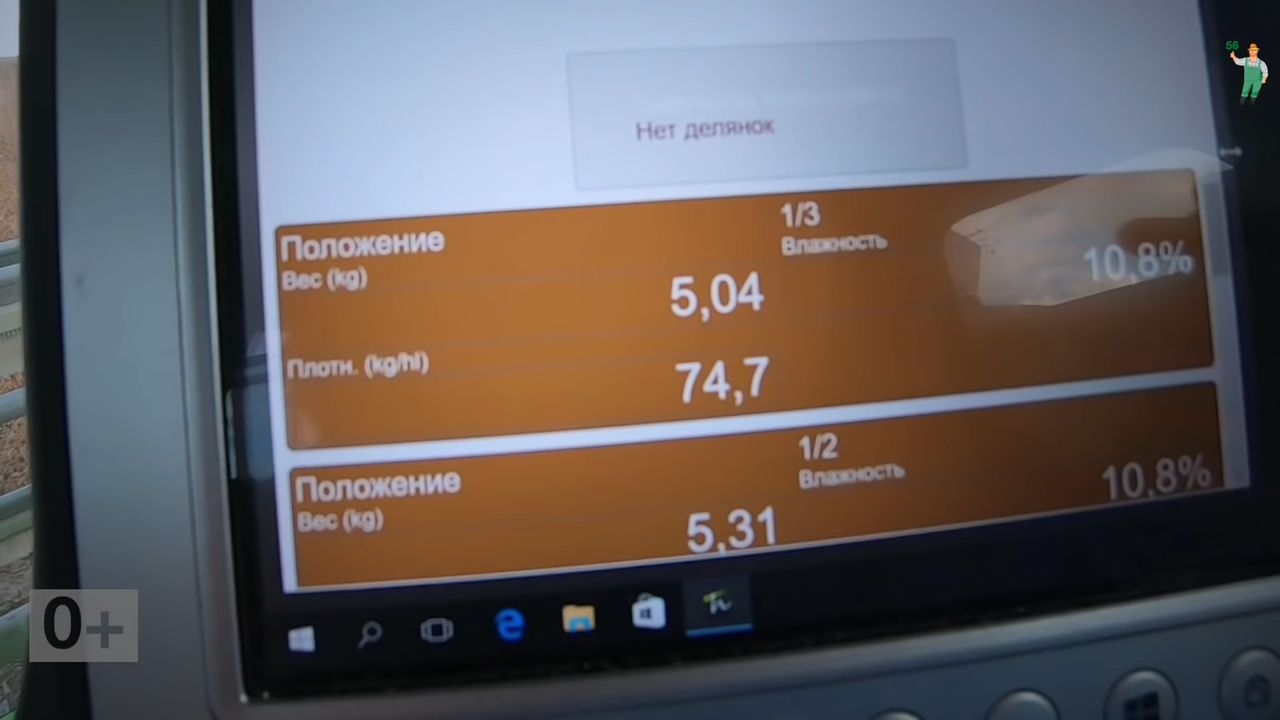 56
Нет делянок
Положение 1/3
Вес (kg) Влажность
5,04 10,8%
Плотн. (kg/hl) 74,7
Положение 1/2
Вес (kg) Влажность
5,31 10,8%
0+